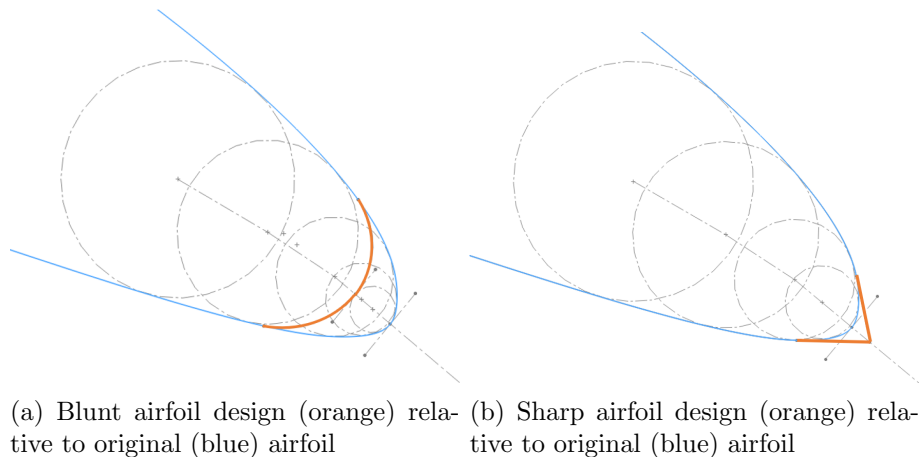 (a) Blunt airfoil design (orange) rela-
tive to original (blue) airfoil
(b) Sharp airfoil design (orange) rela-
tive to original (blue) airfoil